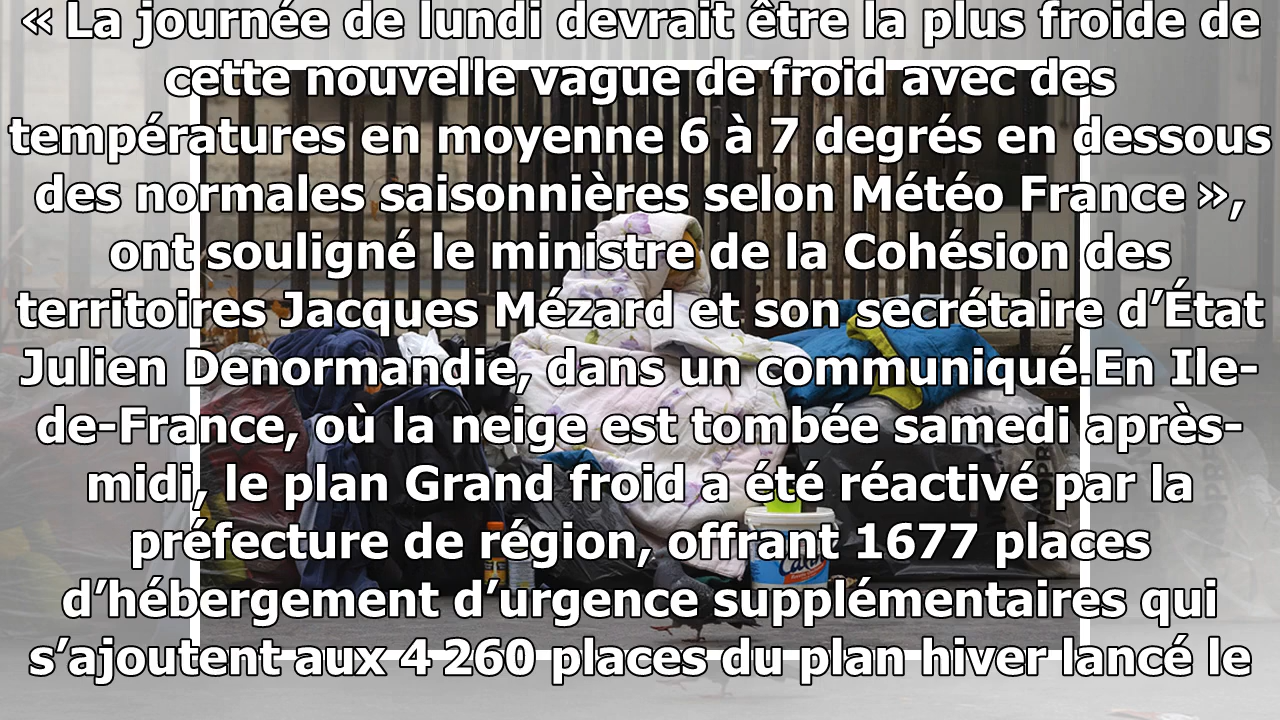 « La journée de lundi devrait être la plus froide de
cette nouvelle vague de froid avec des
températures en moyenne 6 à 7 degrés en dessous
des normales saisonnières selon Météo France »,
ont souligné le ministre de la Cohésion des
territoires Jacques Mézard et son secrétaire d’État
Julien Denormandie, dans un communiqué.En Ile-
de-France, où la neige est tombée samedi après-
midi, le plan Grand froid a été réactivé par la
préfecture de région, offrant 1677 places
d’hébergement d’urgence supplémentaires qui
s’ajoutent aux 4 260 places du plan hiver lancé le